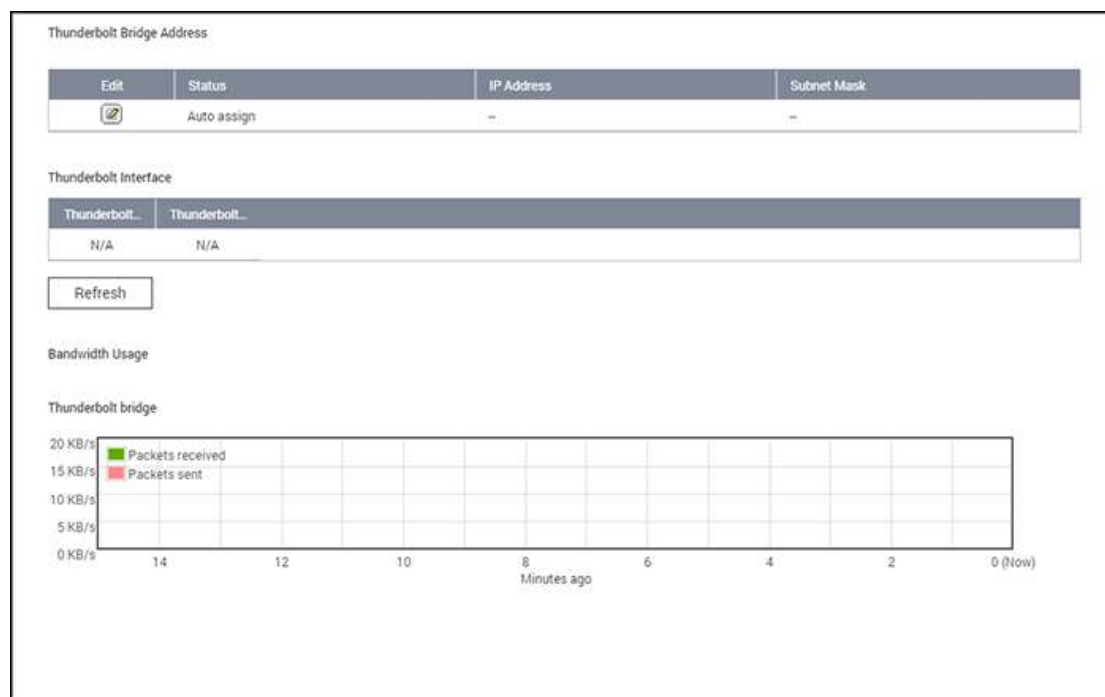 Thunderbolt Bridge Address
Edit Status IP Address Subnet Mask
Auto assign -- --
Thunderbolt Interface
Thunderbolt... Thunderbolt...
N/A N/A
Refresh
Bandwidth Usage
Thunderbolt bridge
20 KB/s
Packets received
15 KB/s
Packets sent
10 KB/s
5 KB/s
0 KB/s
14 12 10 8 6 4 2 0 (Now)
Minutes ago